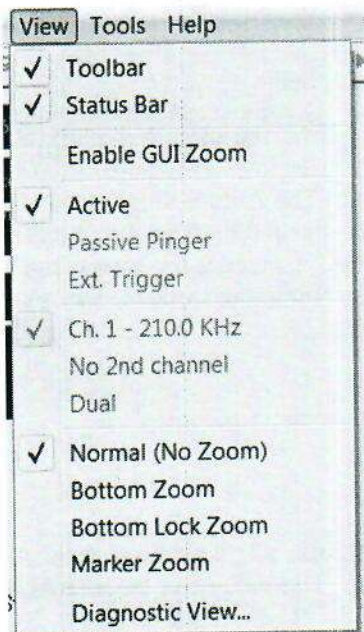 View Tools Help
Toolbar
Status Bar
Enable GUI Zoom
Active
Passive Pinger
Ext. Trigger
Ch. 1 - 210.0 KHz
No 2nd channel
Dual
Normal (No Zoom)
Bottom Zoom
Bottom Lock Zoom
Marker Zoom
Diagnostic View...